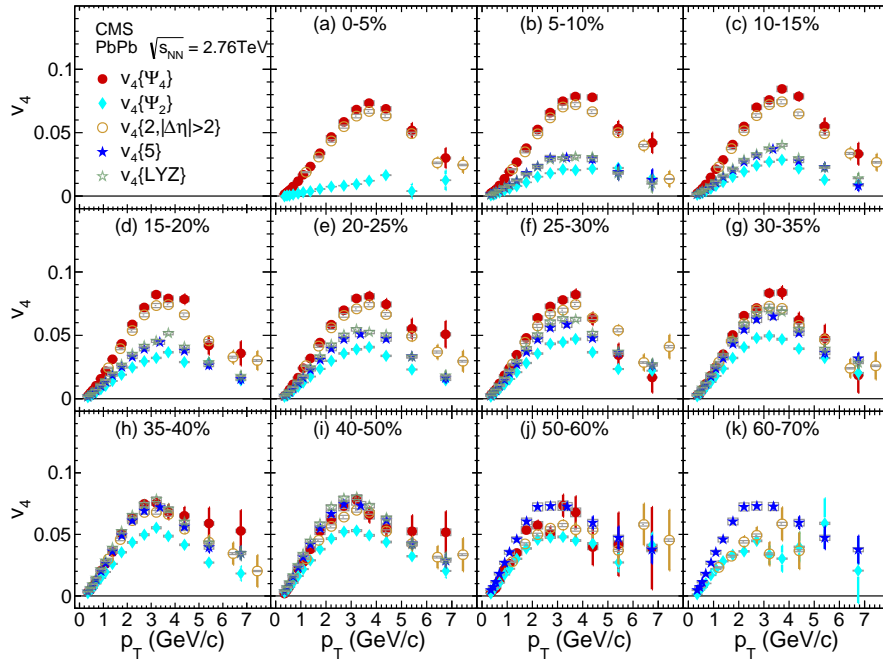 CMS
PbPb √s_NN = 2.76TeV
v4{Ψ4}
v4{Ψ2}
v4{2,|Δη|>2}
v4{5}
v4{LYZ}
(a) 0-5%
(b) 5-10%
(c) 10-15%
v4
0.1
0.05
0
(d) 15-20%
(e) 20-25%
(f) 25-30%
(g) 30-35%
v4
0.1
0.05
0
(h) 35-40%
(i) 40-50%
(j) 50-60%
(k) 60-70%
v4
0.1
0.05
0
0 1 2 3 4 5 6 7
1 2 3 4 5 6 7
1 2 3 4 5 6 7
0 1 2 3 4 5 6 7
pT (GeV/c)
pT (GeV/c)
pT (GeV/c)
pT (GeV/c)